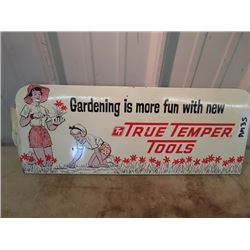 Gardening is more fun with new
TRUE TEMPER
TOOLS